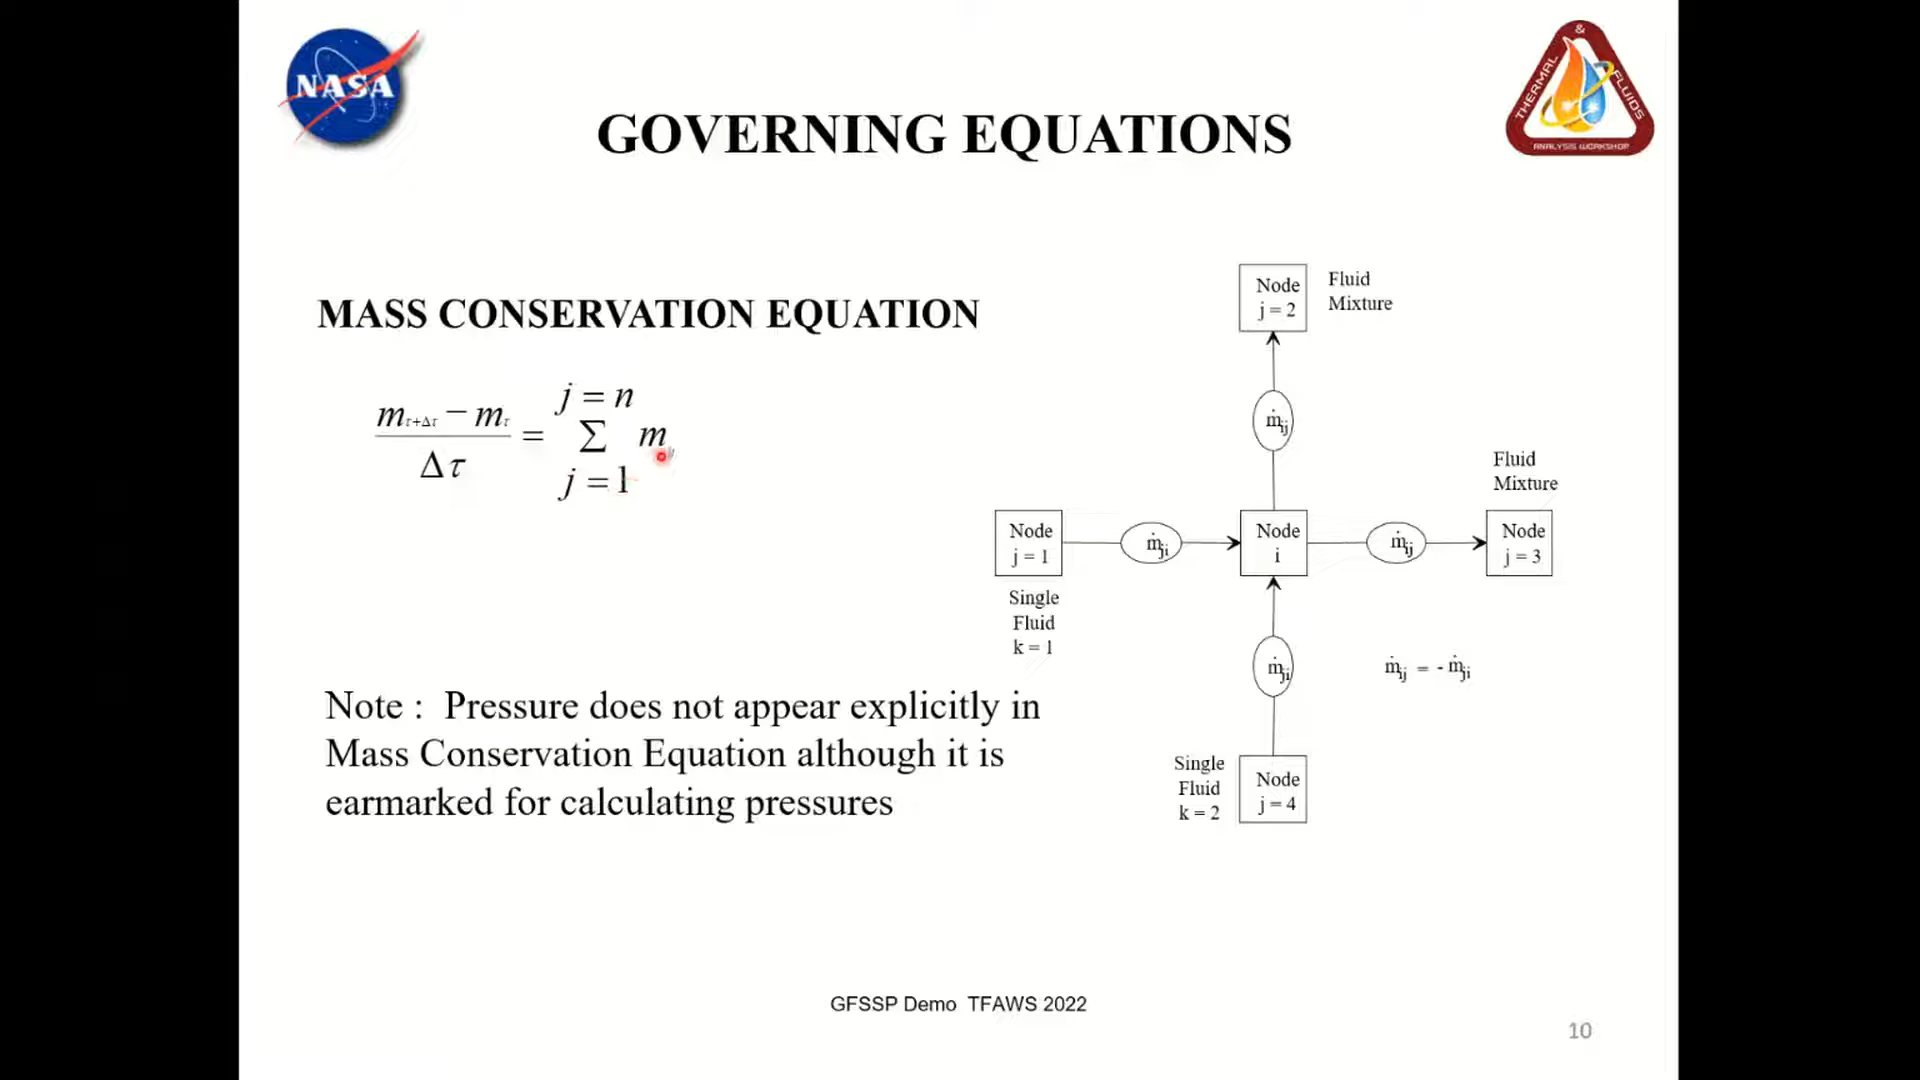 NASA
THERMAL & FLUIDS
ANALYSIS WORKSHOP
GOVERNING EQUATIONS
MASS CONSERVATION EQUATION
m τ+Δτ − m τ
Δτ
=
j = n
Σ
j = 1
m
Note : Pressure does not appear explicitly in
Mass Conservation Equation although it is
earmarked for calculating pressures
Node
j = 2
Fluid
Mixture
ṁij
Fluid
Mixture
Node
j = 1
ṁji
Node
i
ṁij
Node
j = 3
Single
Fluid
k = 1
ṁji
ṁij = - ṁji
Single
Fluid
k = 2
Node
j = 4
GFSSP Demo TFAWS 2022
10